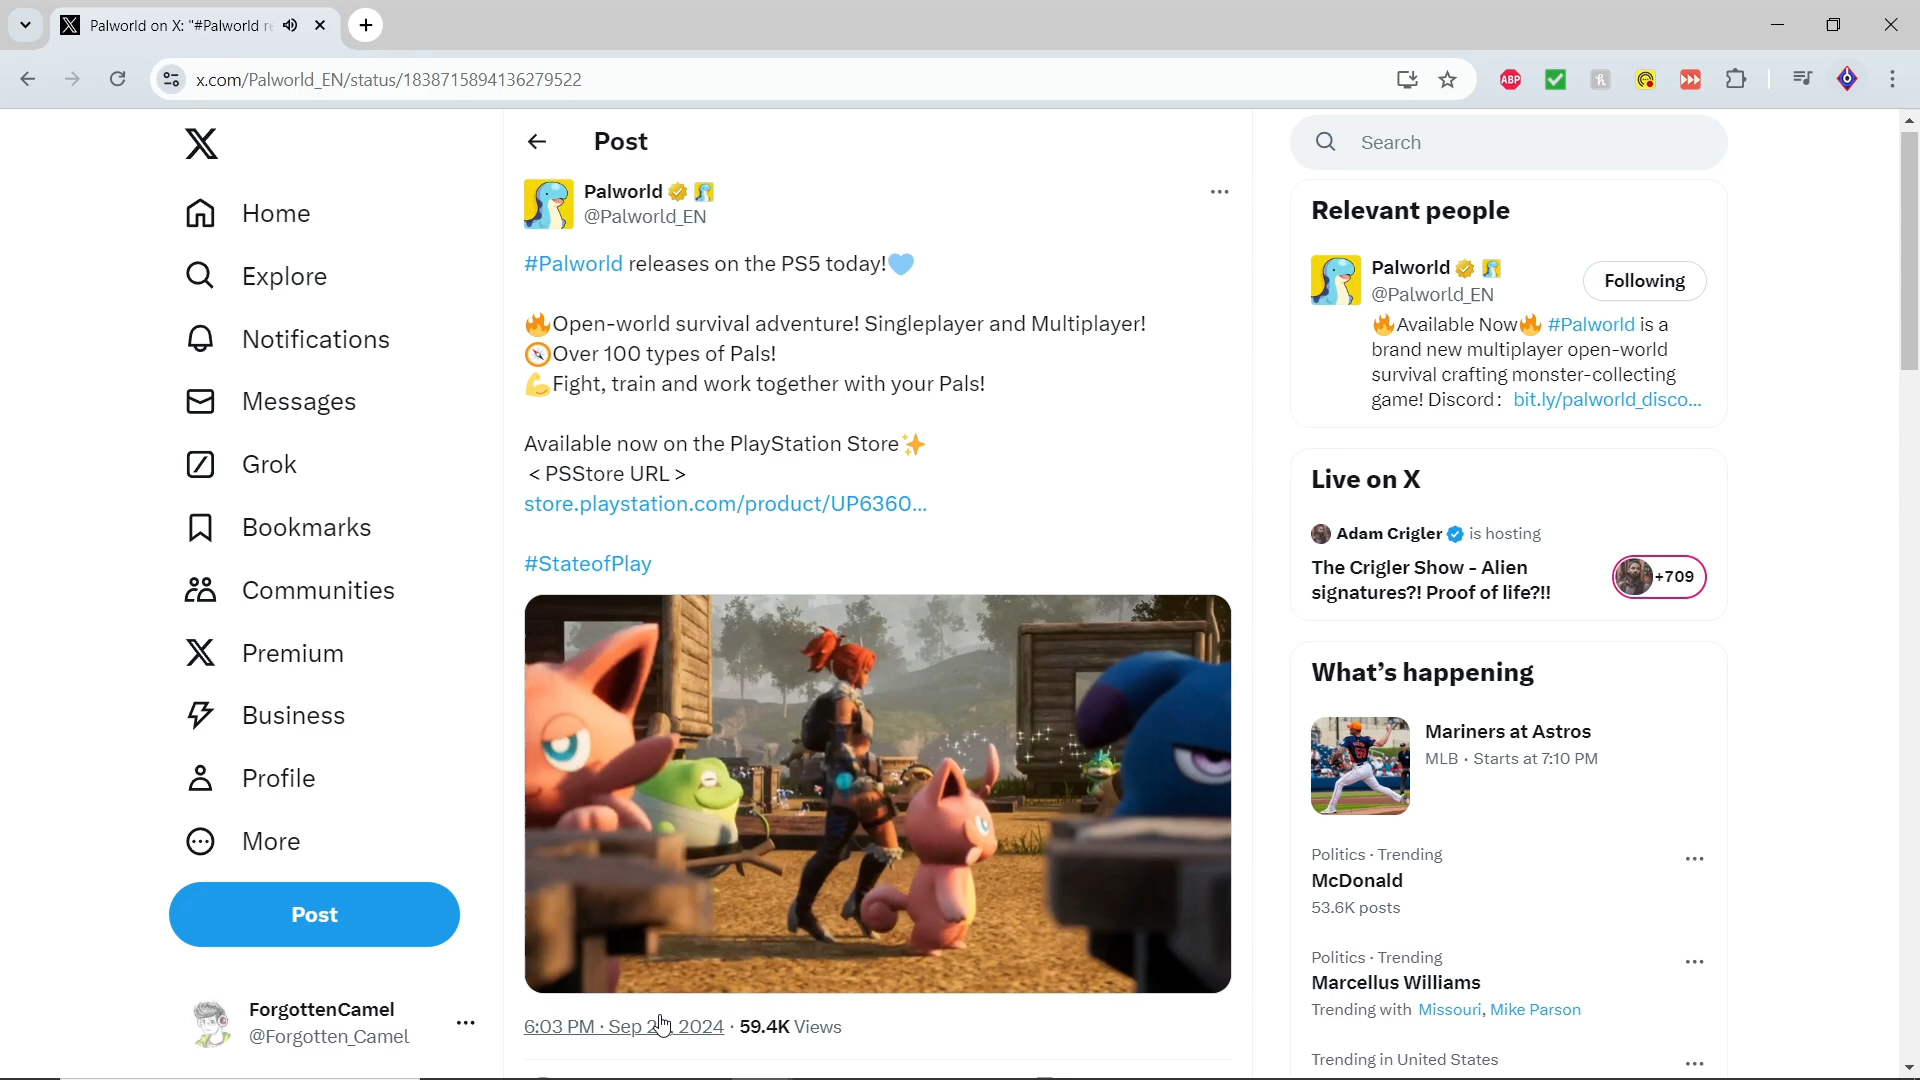 Palworld on X: "#Palworld re
x.com/Palworld_EN/status/1838715894136279522
ABP
Home
Explore
Notifications
Messages
Grok
Bookmarks
Communities
Premium
Business
Profile
More
Post
ForgottenCamel
@Forgotten_Camel
Post
Palworld
@Palworld_EN
#Palworld releases on the PS5 today!🩵
🔥Open-world survival adventure! Singleplayer and Multiplayer!
🧭Over 100 types of Pals!
💪Fight, train and work together with your Pals!
Available now on the PlayStation Store✨
<PSStore URL>
store.playstation.com/product/UP6360...
#StateofPlay
6:03 PM · Sep 2, 2024 · 59.4K Views
Search
Relevant people
Palworld
@Palworld_EN
Following
🔥Available Now🔥 #Palworld is a
brand new multiplayer open-world
survival crafting monster-collecting
game! Discord: bit.ly/palworld_disco...
Live on X
Adam Crigler is hosting
The Crigler Show - Alien
signatures?! Proof of life?!!
+709
What's happening
Mariners at Astros
MLB · Starts at 7:10 PM
Politics · Trending
McDonald
53.6K posts
Politics · Trending
Marcellus Williams
Trending with Missouri, Mike Parson
Trending in United States